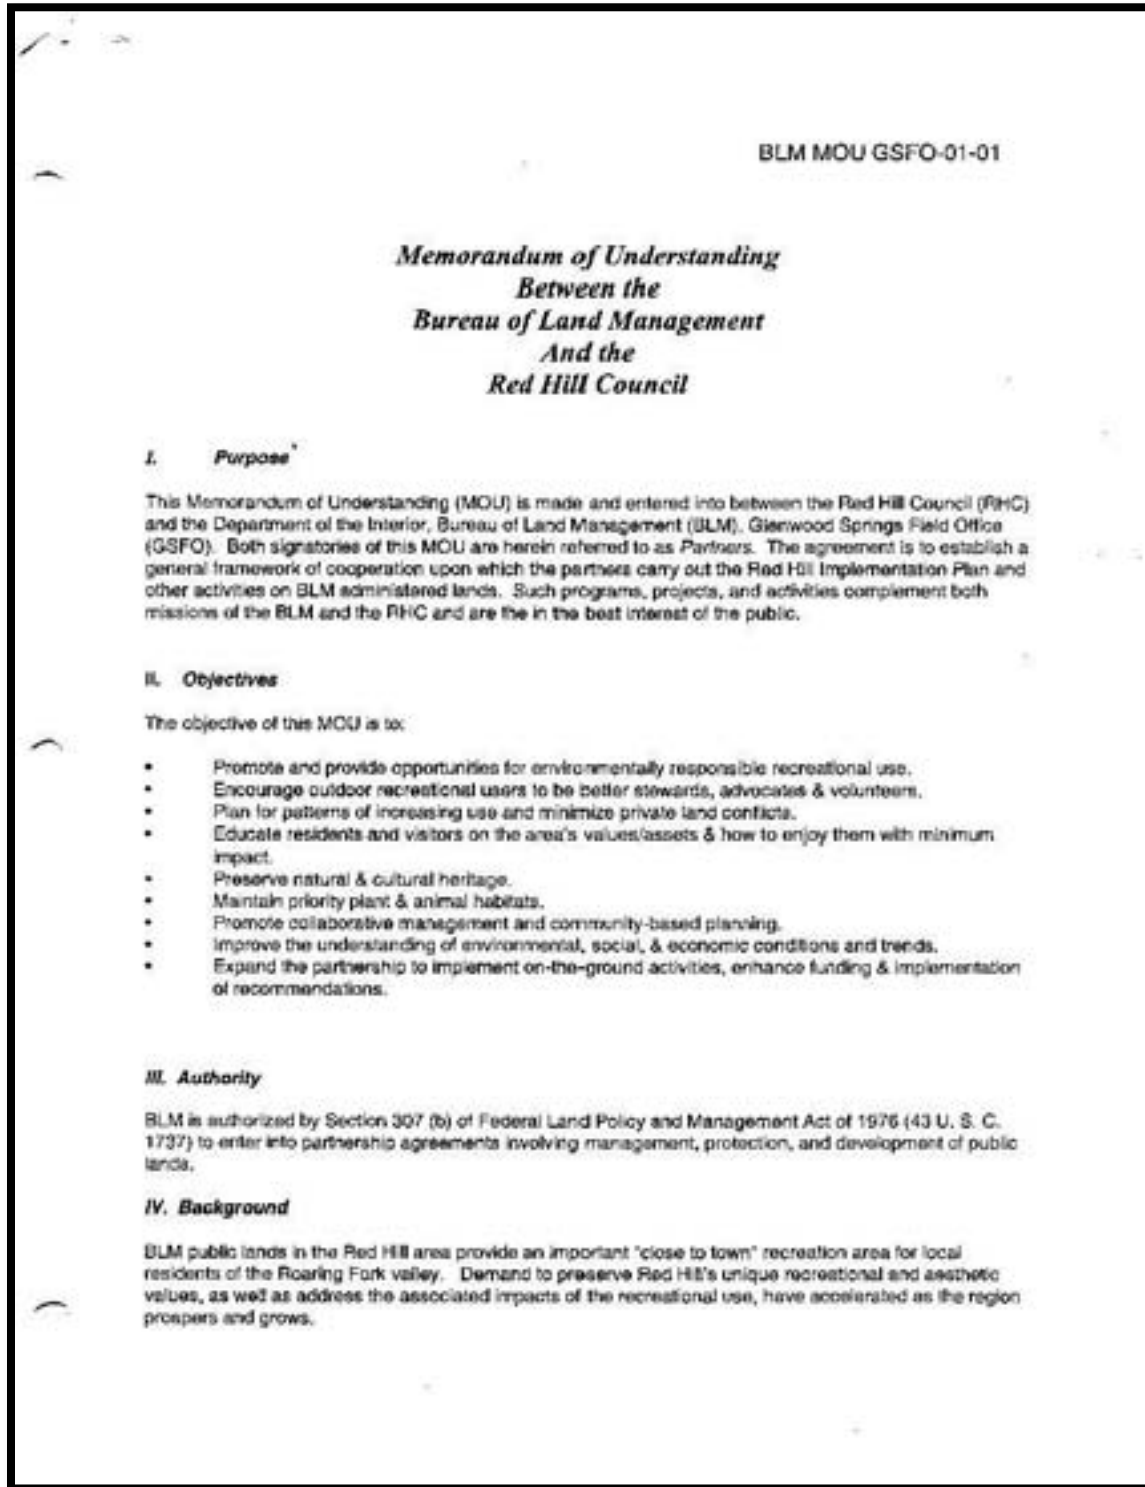 BLM MOU GSFO-01-01
Memorandum of Understanding
Between the
Bureau of Land Management
And the
Red Hill Council
I. Purpose
This Memorandum of Understanding (MOU) is made and entered into between the Red Hill Council (RHC)
and the Department of the Interior, Bureau of Land Management (BLM), Glenwood Springs Field Office
(GSFO). Both signatories of this MOU are herein referred to as Partners. The agreement is to establish a
general framework of cooperation upon which the partners carry out the Red Hill Implementation Plan and
other activities on BLM administered lands. Such programs, projects, and activities complement both
missions of the BLM and the RHC and are the in the best interest of the public.
II. Objectives
The objective of this MOU is to:
• Promote and provide opportunities for environmentally responsible recreational use.
• Encourage outdoor recreational users to be better stewards, advocates & volunteers.
• Plan for patterns of increasing use and minimize private land conflicts.
• Educate residents and visitors on the area's values/assets & how to enjoy them with minimum
impact.
• Preserve natural & cultural heritage.
• Maintain priority plant & animal habitats.
• Promote collaborative management and community-based planning.
• Improve the understanding of environmental, social, & economic conditions and trends.
• Expand the partnership to implement on-the-ground activities, enhance funding & implementation
of recommendations.
III. Authority
BLM is authorized by Section 307 (b) of Federal Land Policy and Management Act of 1976 (43 U. S. C.
1737) to enter into partnership agreements involving management, protection, and development of public
lands.
IV. Background
BLM public lands in the Red Hill area provide an important "close to town" recreation area for local
residents of the Roaring Fork valley. Demand to preserve Red Hill's unique recreational and aesthetic
values, as well as address the associated impacts of the recreational use, have accelerated as the region
prospers and grows.